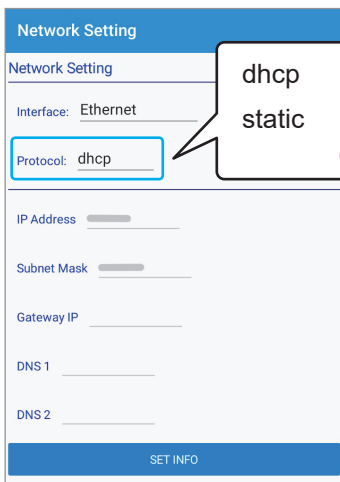 Network Setting
Network Setting
Interface: Ethernet
Protocol: dhcp
dhcp
static
IP Address
Subnet Mask
Gateway IP
DNS 1
DNS 2
SET INFO